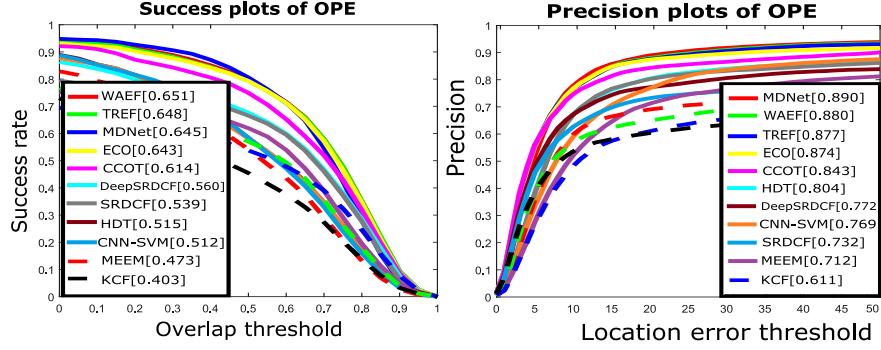 Success plots of OPE
Success rate
1
0.9
0.8
0.7
0.6
0.5
0.4
0.3
0.2
0.1
0
WAEF[0.651]
TREF[0.648]
MDNet[0.645]
ECO[0.643]
CCOT[0.614]
DeepSRDCF[0.560]
SRDCF[0.539]
HDT[0.515]
CNN-SVM[0.512]
MEEM[0.473]
KCF[0.403]
0 0.1 0.2 0.3 0.4 0.5 0.6 0.7 0.8 0.9 1
Overlap threshold
Precision plots of OPE
Precision
1
0.9
0.8
0.7
0.6
0.5
0.4
0.3
0.2
0.1
0
MDNet[0.890]
WAEF[0.880]
TREF[0.877]
ECO[0.874]
CCOT[0.843]
HDT[0.804]
DeepSRDCF[0.772
CNN-SVM[0.769
SRDCF[0.732]
MEEM[0.712]
KCF[0.611]
0 5 10 15 20 25 30 35 40 45 50
Location error threshold